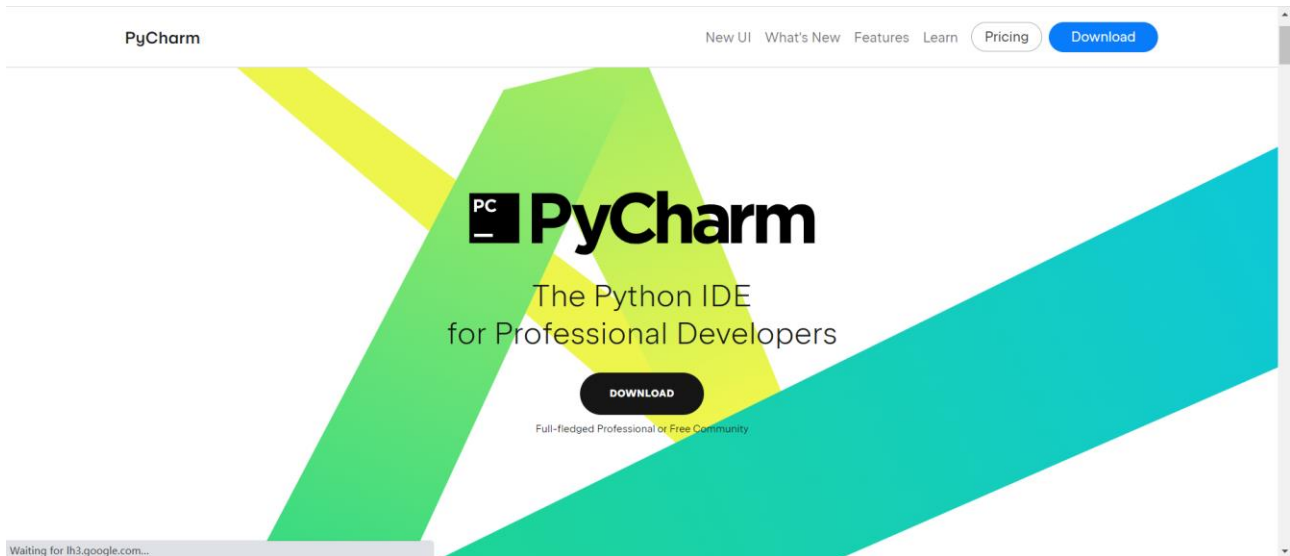 PyCharm
New UI What's New Features Learn Pricing Download
PC
PyCharm
The Python IDE
for Professional Developers
DOWNLOAD
Full-fledged Professional or Free Community
Waiting for lh3.google.com...